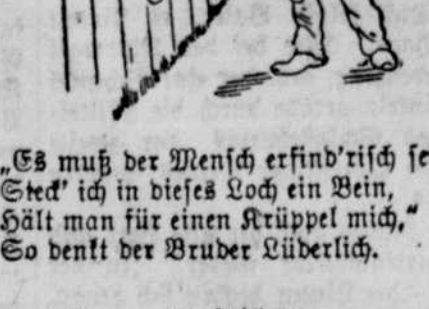 „Es muß der Mensch erfind'risch se
Steck' ich in dieses Loch ein Bein,
Hält man für einen Krüppel mich,"
So denkt der Bruder Lüderlich.